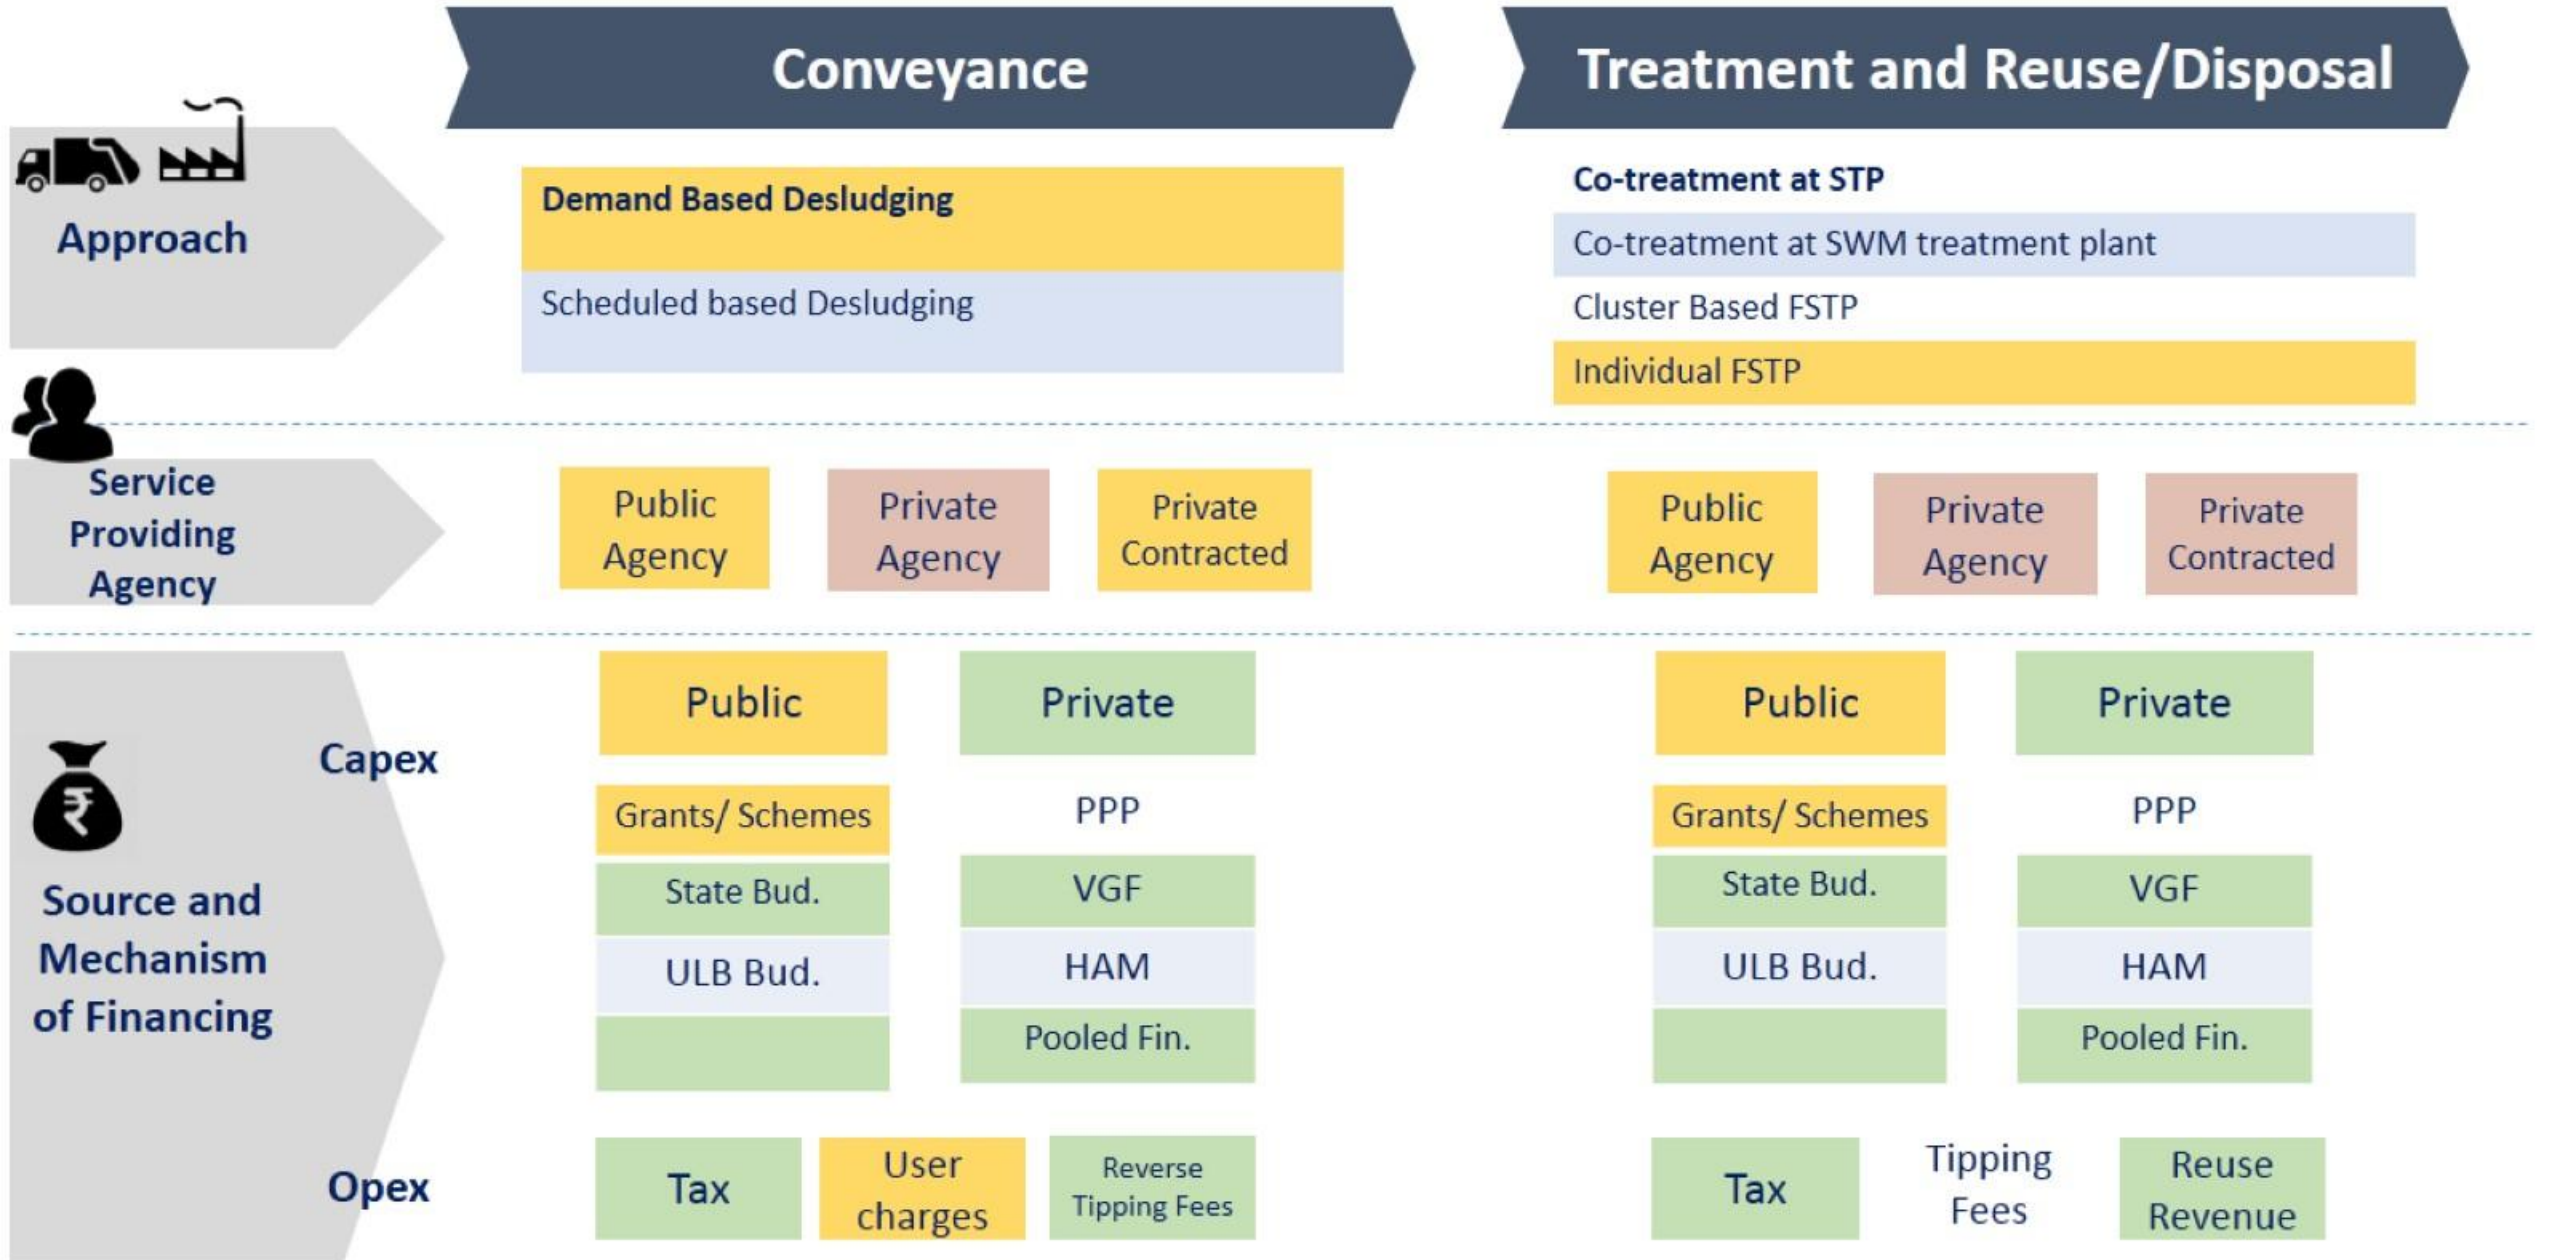 Conveyance
Treatment and Reuse/Disposal
Approach
Demand Based Desludging
Scheduled based Desludging
Co-treatment at STP
Co-treatment at SWM treatment plant
Cluster Based FSTP
Individual FSTP
Service
Providing
Agency
Public
Agency
Private
Agency
Private
Contracted
Public
Agency
Private
Agency
Private
Contracted
Source and
Mechanism
of Financing
Capex
Public
Private
Grants/ Schemes
PPP
State Bud.
VGF
ULB Bud.
HAM
Pooled Fin.
Public
Private
Grants/ Schemes
PPP
State Bud.
VGF
ULB Bud.
HAM
Pooled Fin.
Opex
Tax
User
charges
Reverse
Tipping Fees
Tax
Tipping
Fees
Reuse
Revenue
₹